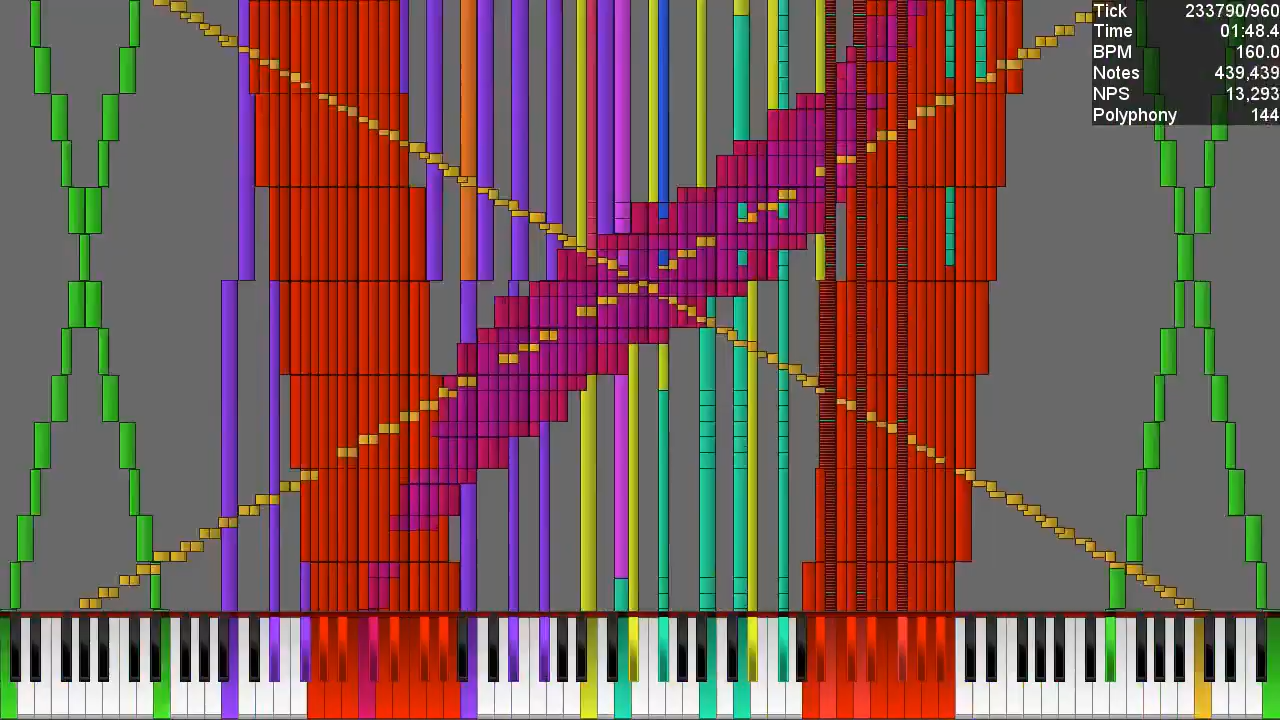 Tick 233790/960
Time 01:48.4
BPM 160.0
Notes 439,439
NPS 13,293
Polyphony 144